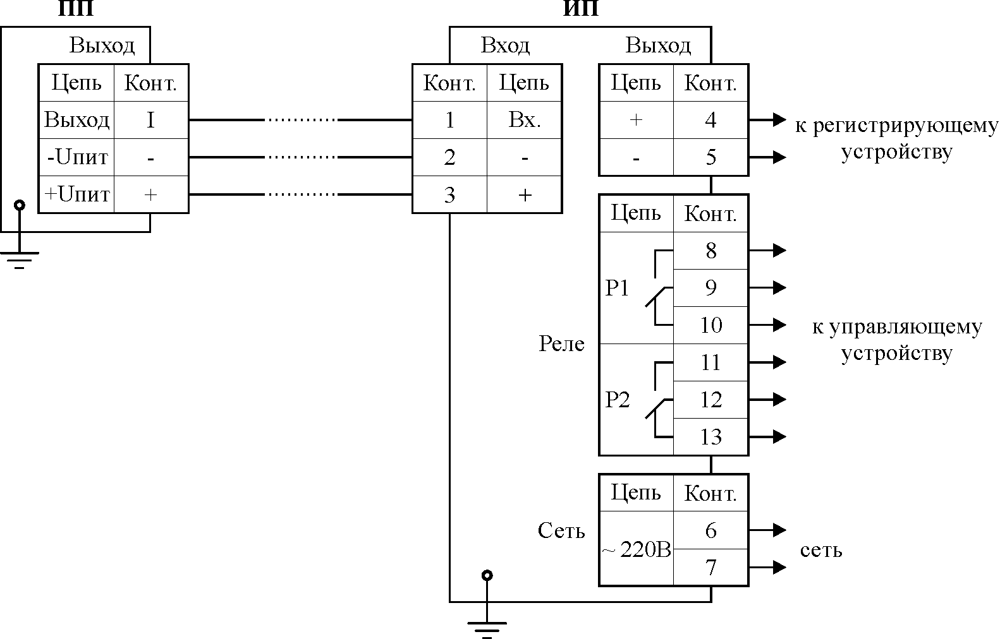 ПП
ИП
Выход
Вход
Выход
Цепь Конт.
Конт. Цепь
Цепь Конт.
Выход I
1 Вх.
+ 4
-Uпит -
2 -
- 5
к регистрирующему
устройству
+Uпит +
3 +
Цепь Конт.
8
P1 9
10
Реле
11
P2 12
13
к управляющему
устройству
Цепь Конт.
Сеть
~ 220В
6
7
сеть